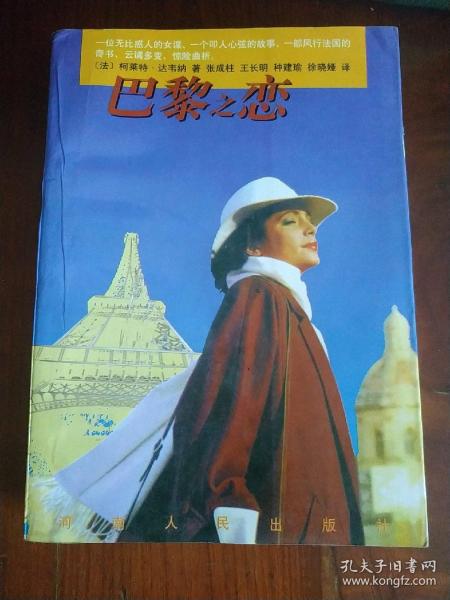 一位无比惑人的女谍、一个叩人心弦的故事、一部风行法国的
奇书、云谲多变、惊险曲折。
〔法〕柯莱特·达韦纳 著 张成柱 王长明 种建瑜 徐晓嫚 译
巴黎之恋
河南人民出版社
孔夫子旧书网
www.kongfz.com